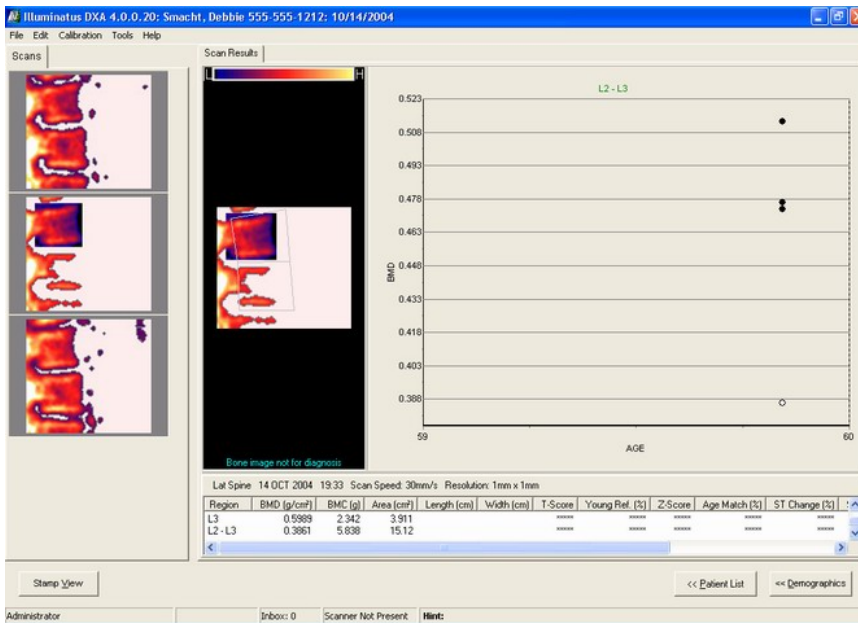 Illuminatus DXA 4.0.0.20: Smacht, Debbie 555-555-1212: 10/14/2004
File Edit Calibration Tools Help
Scans
Scan Results
L H
L2 - L3
0.523
0.508
0.493
0.478
0.463
0.448
0.433
0.418
0.403
0.388
BMD
59 60
AGE
Bone image not for diagnosis
Lat Spine 14 OCT 2004 19:33 Scan Speed: 30mm/s Resolution: 1mm x 1mm
Region BMD (g/cm²) BMC (g) Area (cm²) Length (cm) Width (cm) T-Score Young Ref. (%) Z-Score Age Match (%) ST Change (%)
L3 0.5989 2.342 3.911 ***** ***** ***** ***** *****
L2 - L3 0.3861 5.838 15.12 ***** ***** ***** ***** *****
Stamp View << Patient List << Demographics
Administrator Inbox: 0 Scanner Not Present Hint: